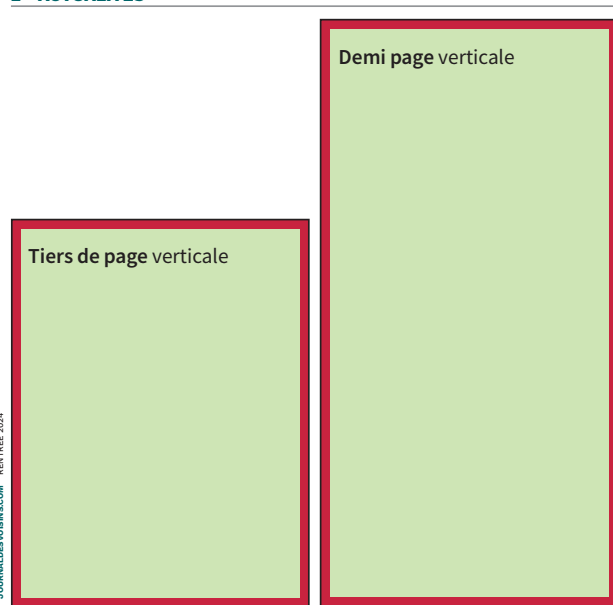 Demi page verticale
Tiers de page verticale
JOURNALDESVOISINS.COM RENTRÉE 2024